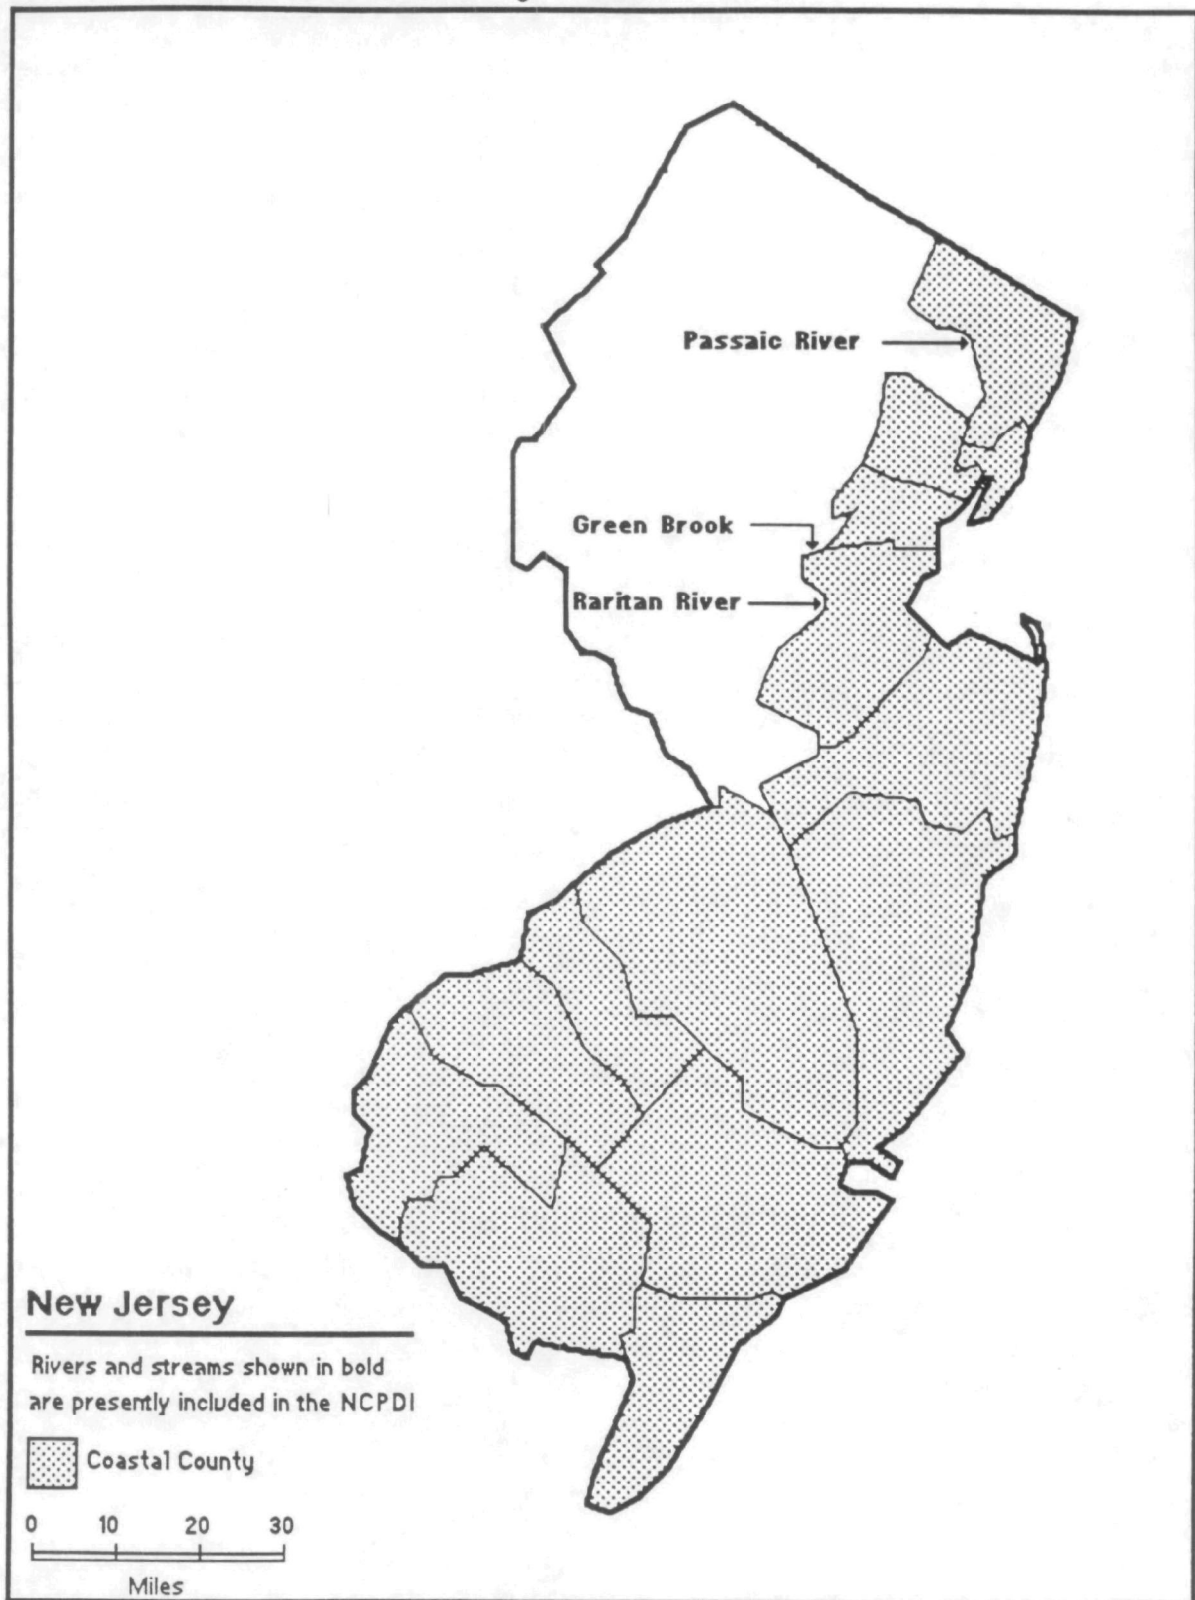 Passaic River
Green Brook
Raritan River
New Jersey
Rivers and streams shown in bold
are presently included in the NCPDI
Coastal County
0 10 20 30
Miles